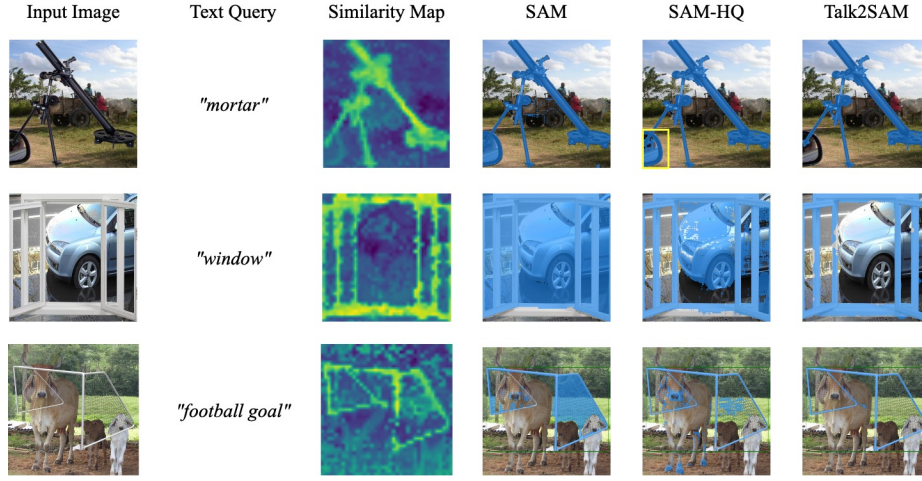 Input Image Text Query Similarity Map SAM SAM-HQ Talk2SAM
"mortar"
"window"
"football goal"